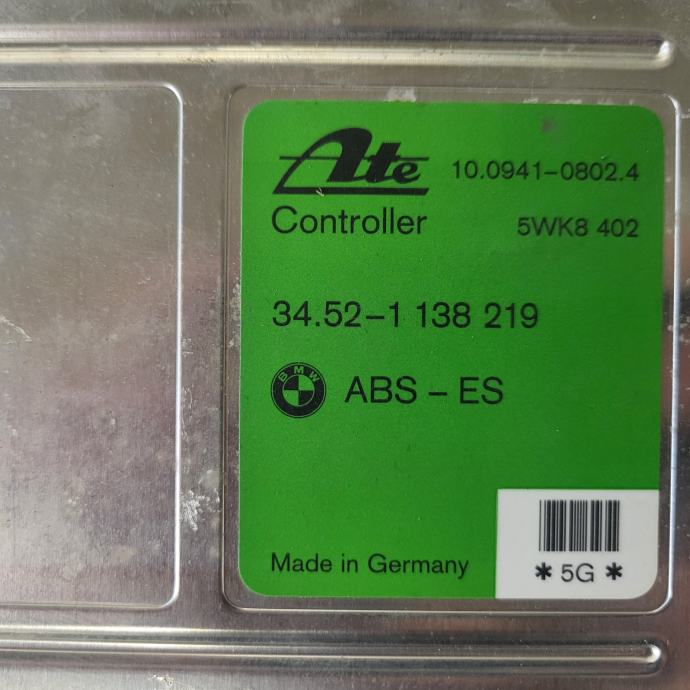 Ate 10.0941-0802.4
Controller 5WK8 402
34.52-1 138 219
BMW ABS - ES
Made in Germany
* 5G *